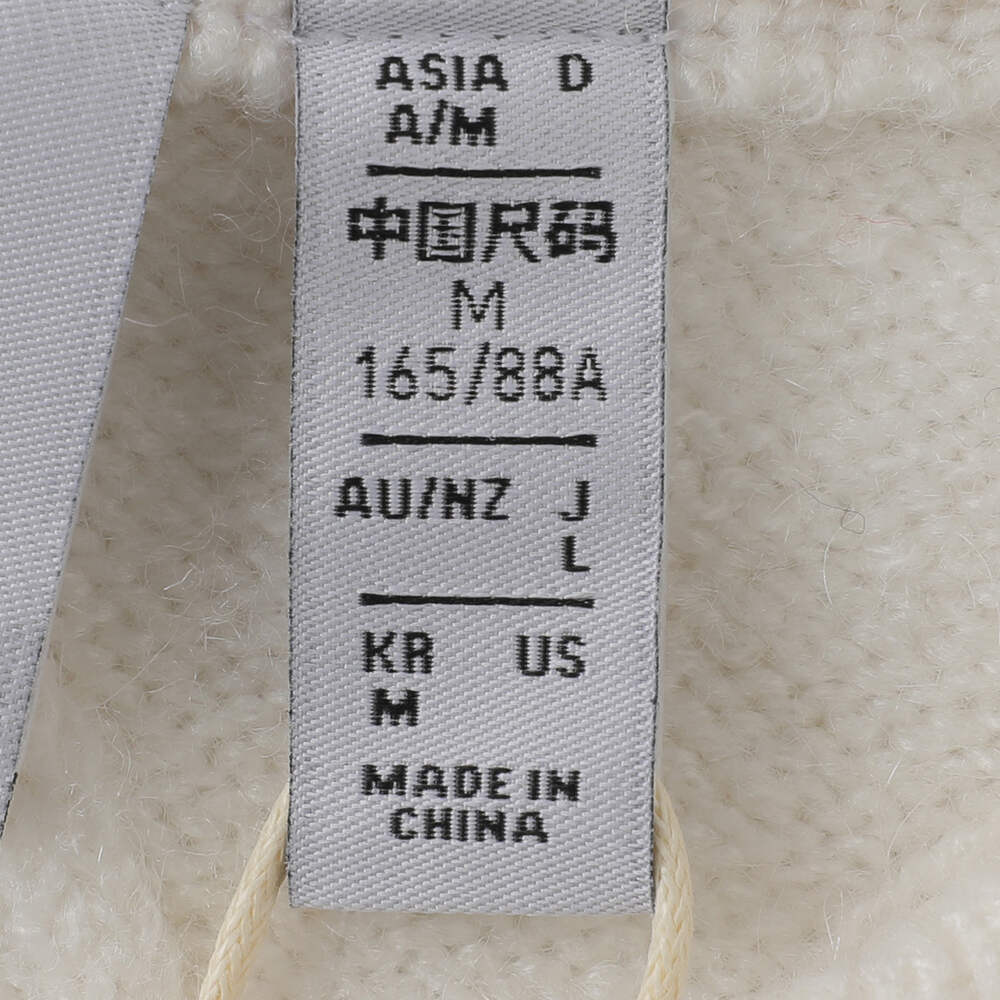 ASIA D
A/M
中国尺码
M
165/88A
AU/NZ J
L
KR US
M
MADE IN
CHINA